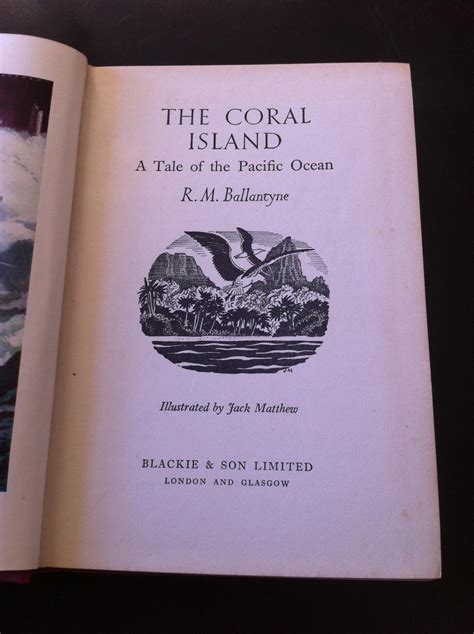 THE CORAL
ISLAND
A Tale of the Pacific Ocean
R. M. Ballantyne
JM
Illustrated by Jack Matthew
BLACKIE & SON LIMITED
LONDON AND GLASGOW